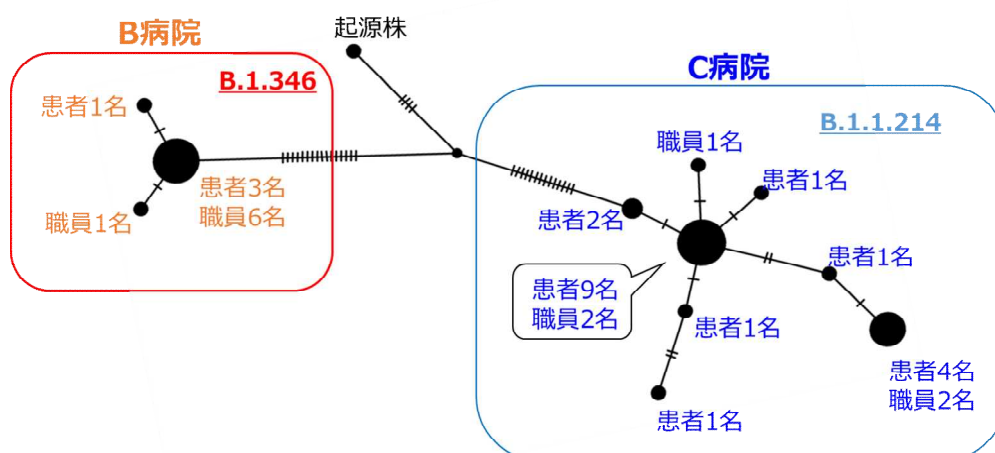 起源株
B病院
B.1.346
患者1名
患者3名
職員6名
職員1名
C病院
B.1.1.214
職員1名
患者1名
患者2名
患者1名
患者9名
職員2名
患者1名
患者4名
職員2名
患者1名